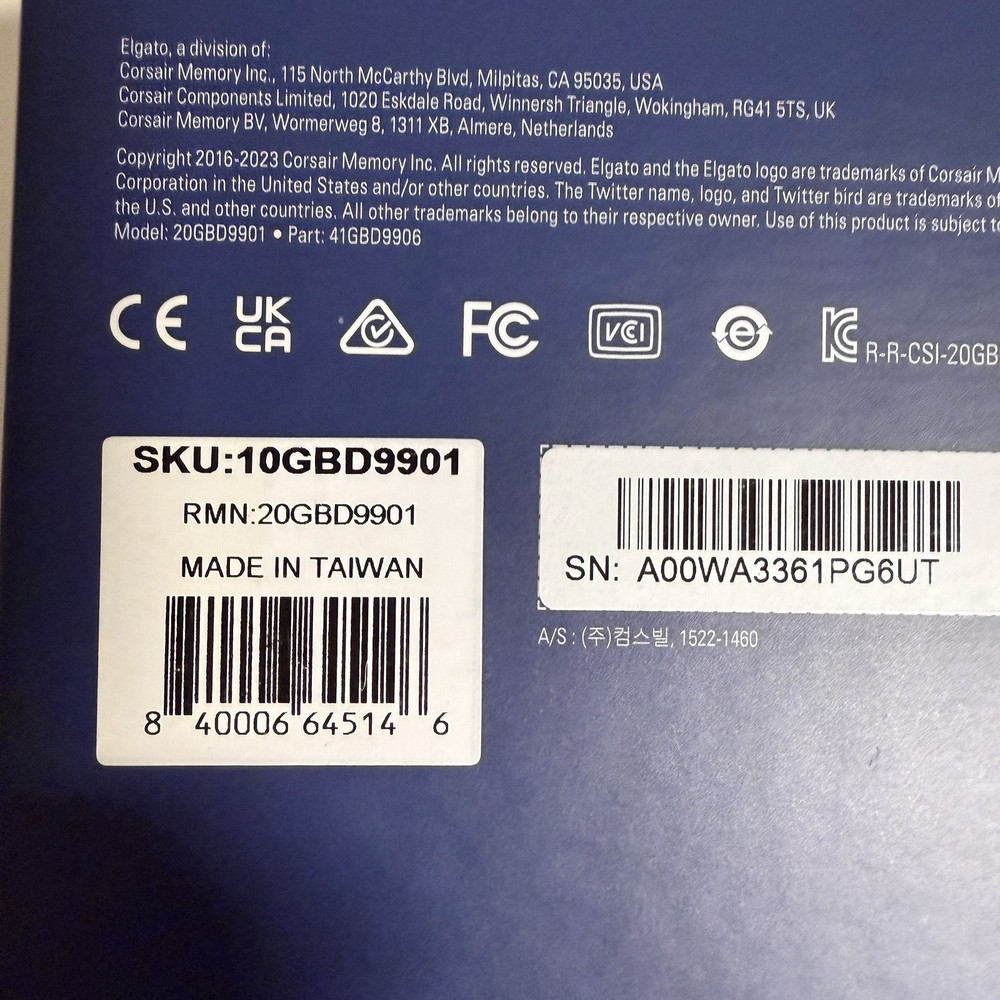 Elgato, a division of:
Corsair Memory Inc., 115 North McCarthy Blvd, Milpitas, CA 95035, USA
Corsair Components Limited, 1020 Eskdale Road, Winnersh Triangle, Wokingham, RG41 5TS, UK
Corsair Memory BV, Wormerweg 8, 1311 XB, Almere, Netherlands
Copyright 2016-2023 Corsair Memory Inc. All rights reserved. Elgato and the Elgato logo are trademarks of Corsair M
Corporation in the United States and/or other countries. The Twitter name, logo, and Twitter bird are trademarks of
the U.S. and other countries. All other trademarks belong to their respective owner. Use of this product is subject to
Model: 20GBD9901 • Part: 41GBD9906
CE UK CA FC VCI e KC R-R-CSI-20GB
SKU:10GBD9901
RMN:20GBD9901
MADE IN TAIWAN
8 40006 64514 6
SN: A00WA3361PG6UT
A/S : (주)컴스빌, 1522-1460